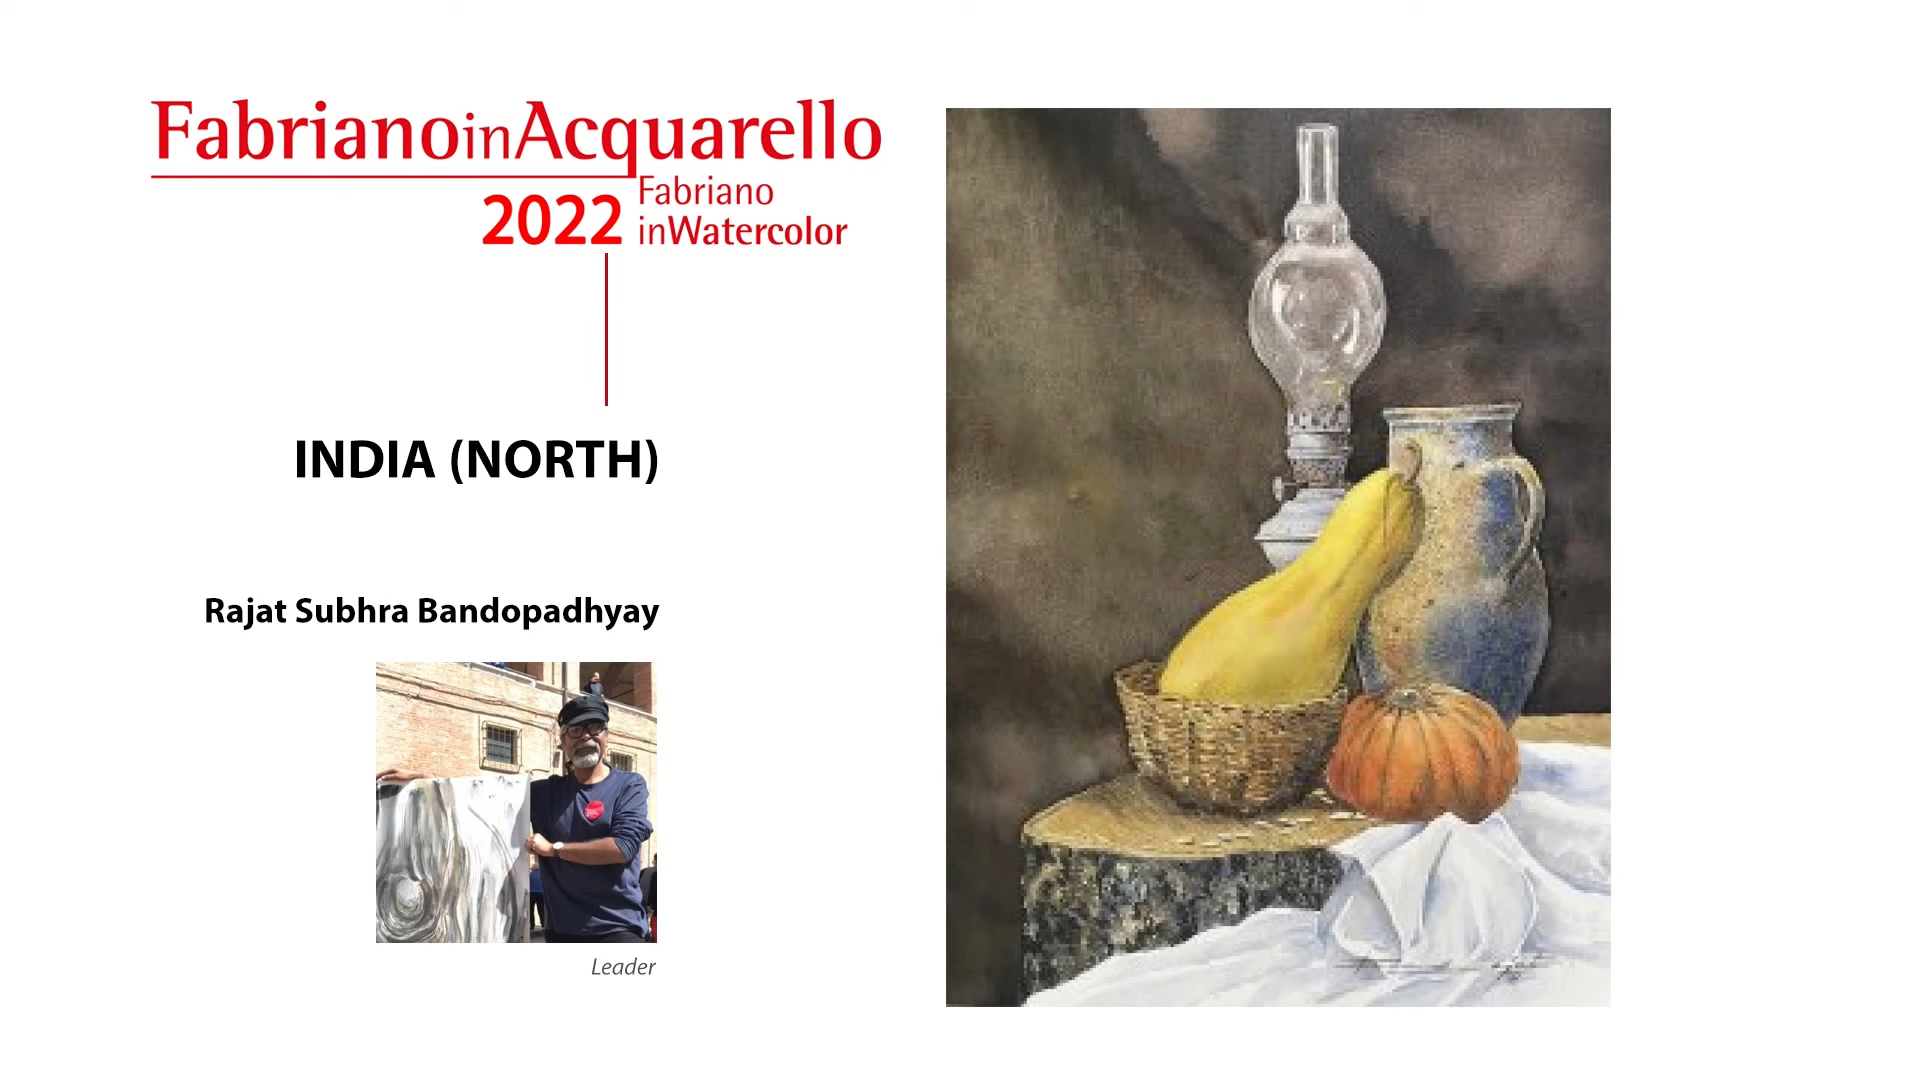 FabrianoinAcquarello
2022
Fabriano
inWatercolor
INDIA (NORTH)
Rajat Subhra Bandopadhyay
Leader